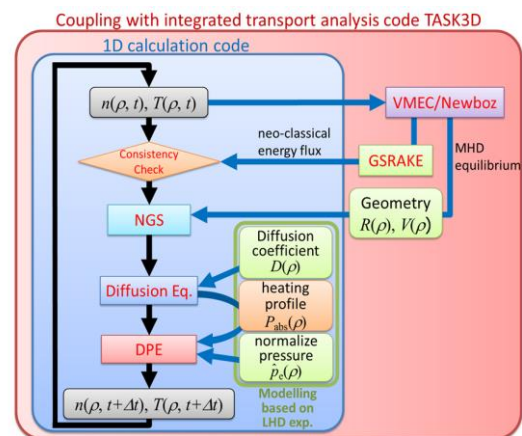 Coupling with integrated transport analysis code TASK3D
1D calculation code
n(ρ, t), T(ρ, t)
VMEC/Newboz
neo-classical
energy flux
MHD
equilibrium
Consistency
Check
GSRAKE
NGS
Geometry
R(ρ), V(ρ)
Diffusion
coefficient
D(ρ)
Diffusion Eq.
heating
profile
P_abs(ρ)
DPE
normalize
pressure
p̂_e(ρ)
n(ρ, t+Δt), T(ρ, t+Δt)
Modelling
based on
LHD exp.